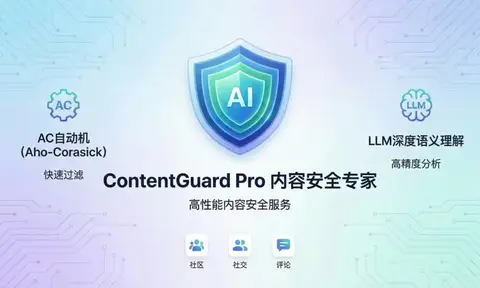 AI
AC
AC自动机
(Aho-Corasick)
快速过滤
LLM
LLM深度语义理解
高精度分析
ContentGuard Pro 内容安全专家
高性能内容安全服务
社区
社交
评论